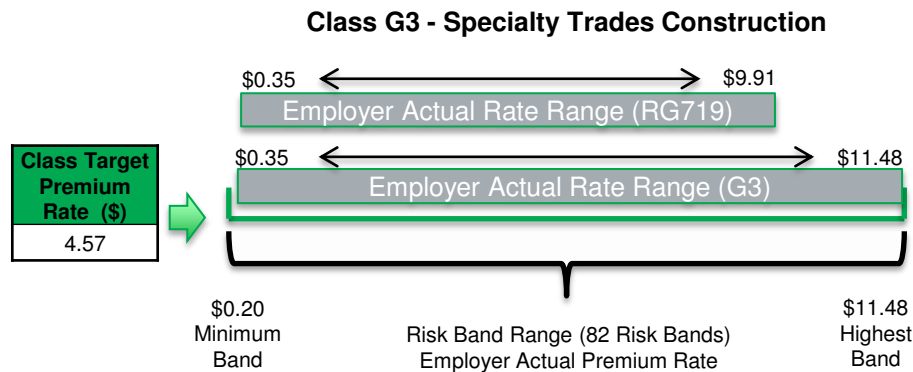 Class G3 - Specialty Trades Construction
$0.35
$9.91
Employer Actual Rate Range (RG719)
$0.35
$11.48
Employer Actual Rate Range (G3)
Class Target
Premium
Rate ($)
4.57
$0.20
Minimum
Band
Risk Band Range (82 Risk Bands)
Employer Actual Premium Rate
$11.48
Highest
Band